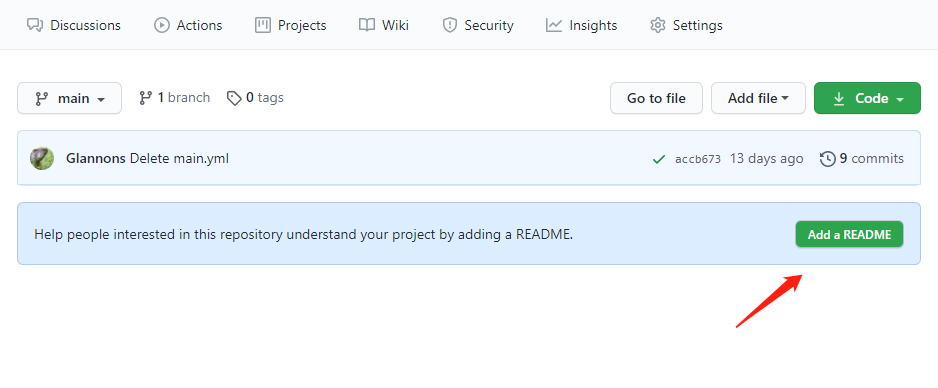 Discussions Actions Projects Wiki Security Insights Settings
main 1 branch 0 tags Go to file Add file Code
Glannons Delete main.yml accb673 13 days ago 9 commits
Help people interested in this repository understand your project by adding a README. Add a README